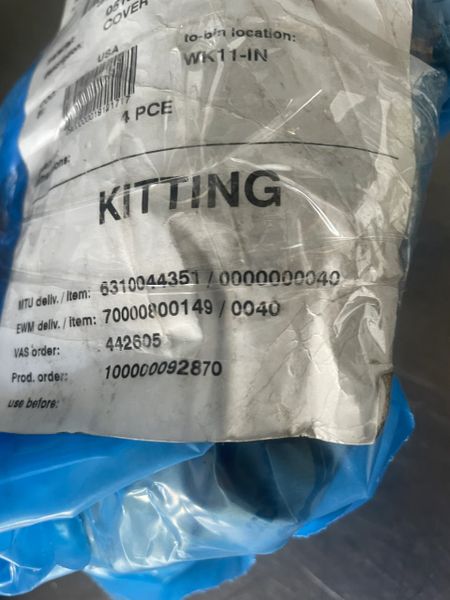 COVER
to-bin location:
USA
WK11-IN
4 PCE
KITTING
MTU deliv. / item: 6310044351 / 0000000040
EWM deliv. / item: 70000800149 / 0040
VAS order: 442605
Prod. order: 100000092870
use before: